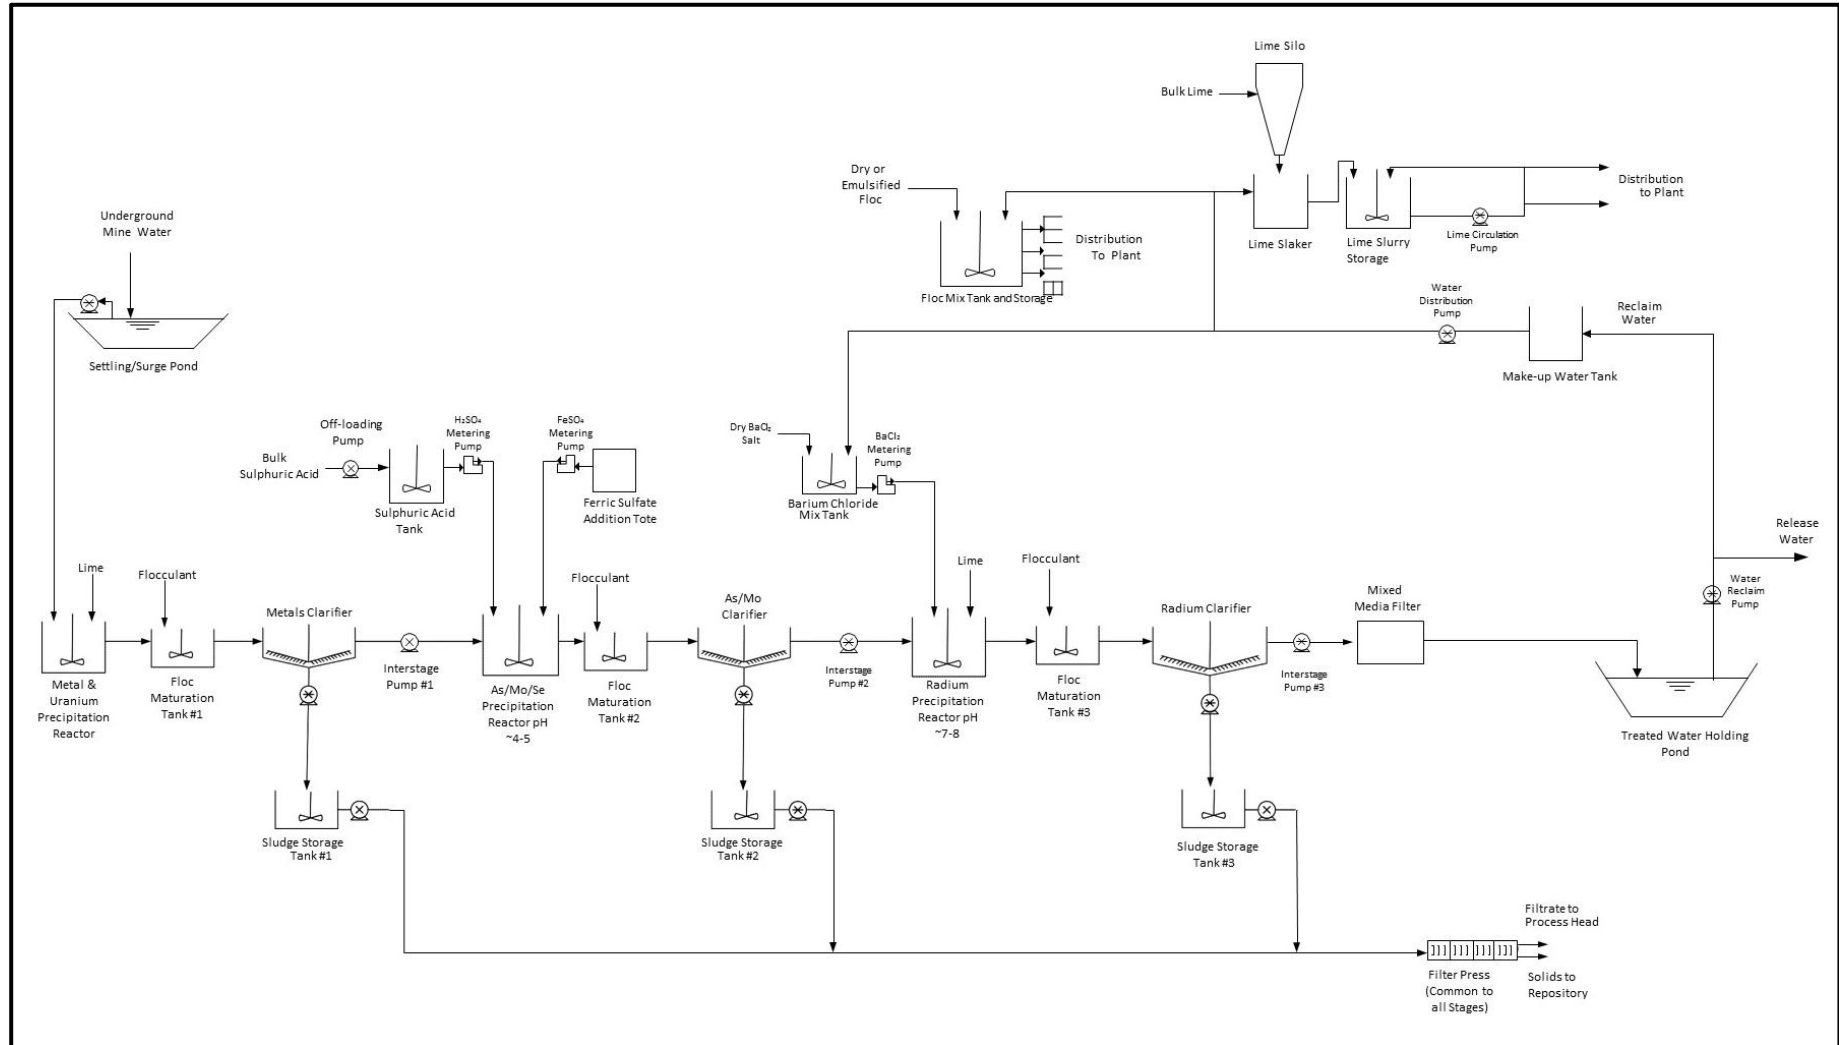 Lime Silo
Bulk Lime
Dry or
Emulsified
Floc
Distribution
to Plant
Underground
Mine Water
Distribution
To Plant
Lime Slaker
Lime Slurry
Storage
Lime Circulation
Pump
Floc Mix Tank and Storage
Water
Distribution
Pump
Reclaim
Water
Settling/Surge Pond
Make-up Water Tank
Off-loading
Pump
H₂SO₄
Metering
Pump
FeSO₄
Metering
Pump
Dry BaCl₂
Salt
BaCl₂
Metering
Pump
Bulk
Sulphuric Acid
Sulphuric Acid
Tank
Ferric Sulfate
Addition Tote
Barium Chloride
Mix Tank
Release
Water
Lime
Flocculant
Metals Clarifier
Flocculant
As/Mo
Clarifier
Lime
Flocculant
Radium Clarifier
Mixed
Media Filter
Water
Reclaim
Pump
Metal &
Uranium
Precipitation
Reactor
Floc
Maturation
Tank #1
Interstage
Pump #1
As/Mo/Se
Precipitation
Reactor pH
~4-5
Floc
Maturation
Tank #2
Interstage
Pump #2
Radium
Precipitation
Reactor pH
~7-8
Floc
Maturation
Tank #3
Interstage
Pump #3
Treated Water Holding
Pond
Sludge Storage
Tank #1
Sludge Storage
Tank #2
Sludge Storage
Tank #3
Filtrate to
Process Head
Filter Press
(Common to
all Stages)
Solids to
Repository